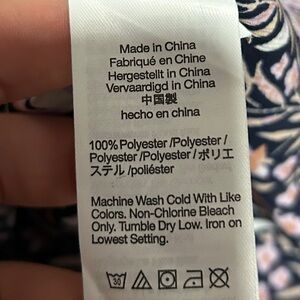 Made in China
Fabriqué en Chine
Hergestellt in China
Vervaardigd in China
中国製
hecho en china
100% Polyester /Polyester/
Polyester/Polyester / ポリエ
ステル /poliéster
Machine Wash Cold With Like
Colors. Non-Chlorine Bleach
Only. Tumble Dry Low. Iron on
Lowest Setting.
30